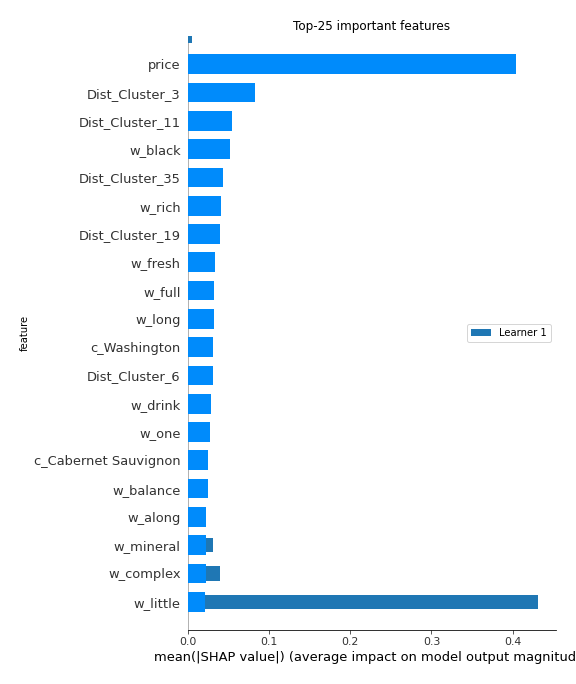 Top-25 important features
price
Dist_Cluster_3
Dist_Cluster_11
w_black
Dist_Cluster_35
w_rich
Dist_Cluster_19
w_fresh
w_full
w_long
c_Washington
Dist_Cluster_6
w_drink
w_one
c_Cabernet Sauvignon
w_balance
w_along
w_mineral
w_complex
w_little
feature
Learner 1
0.0 0.1 0.2 0.3 0.4
mean(|SHAP value|) (average impact on model output magnitud